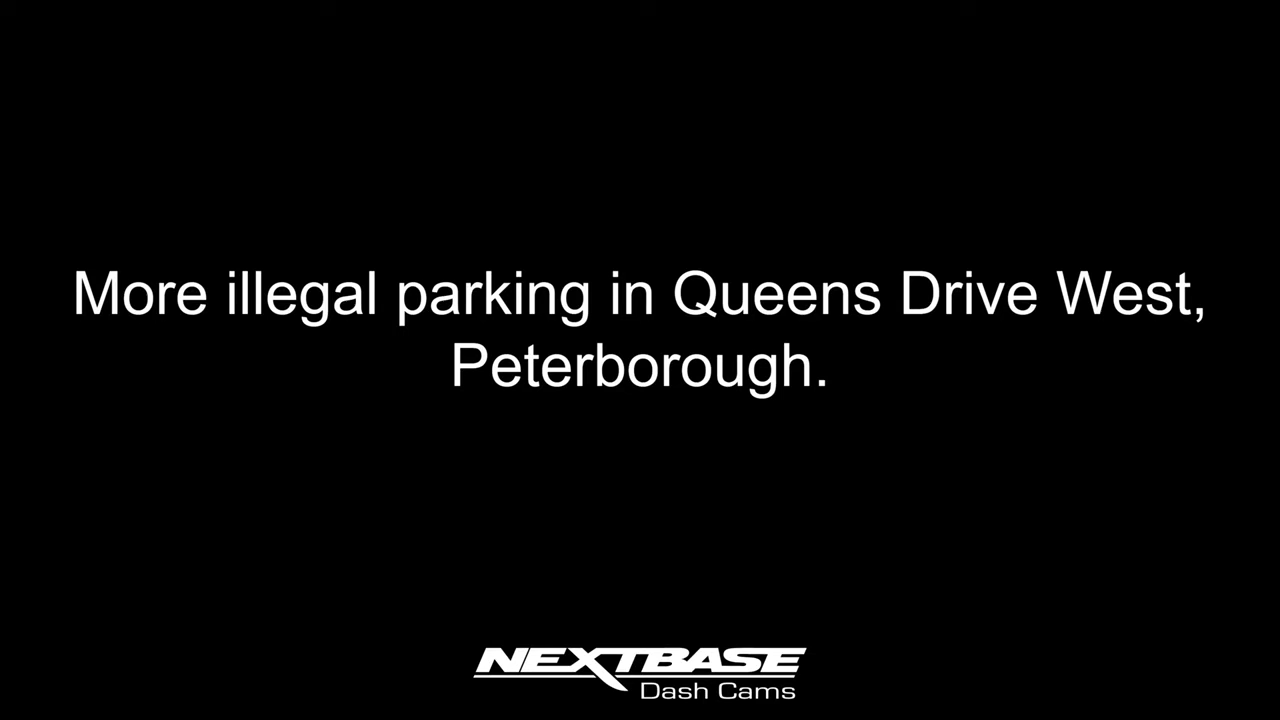 More illegal parking in Queens Drive West,
Peterborough.
NEXTBASE
Dash Cams